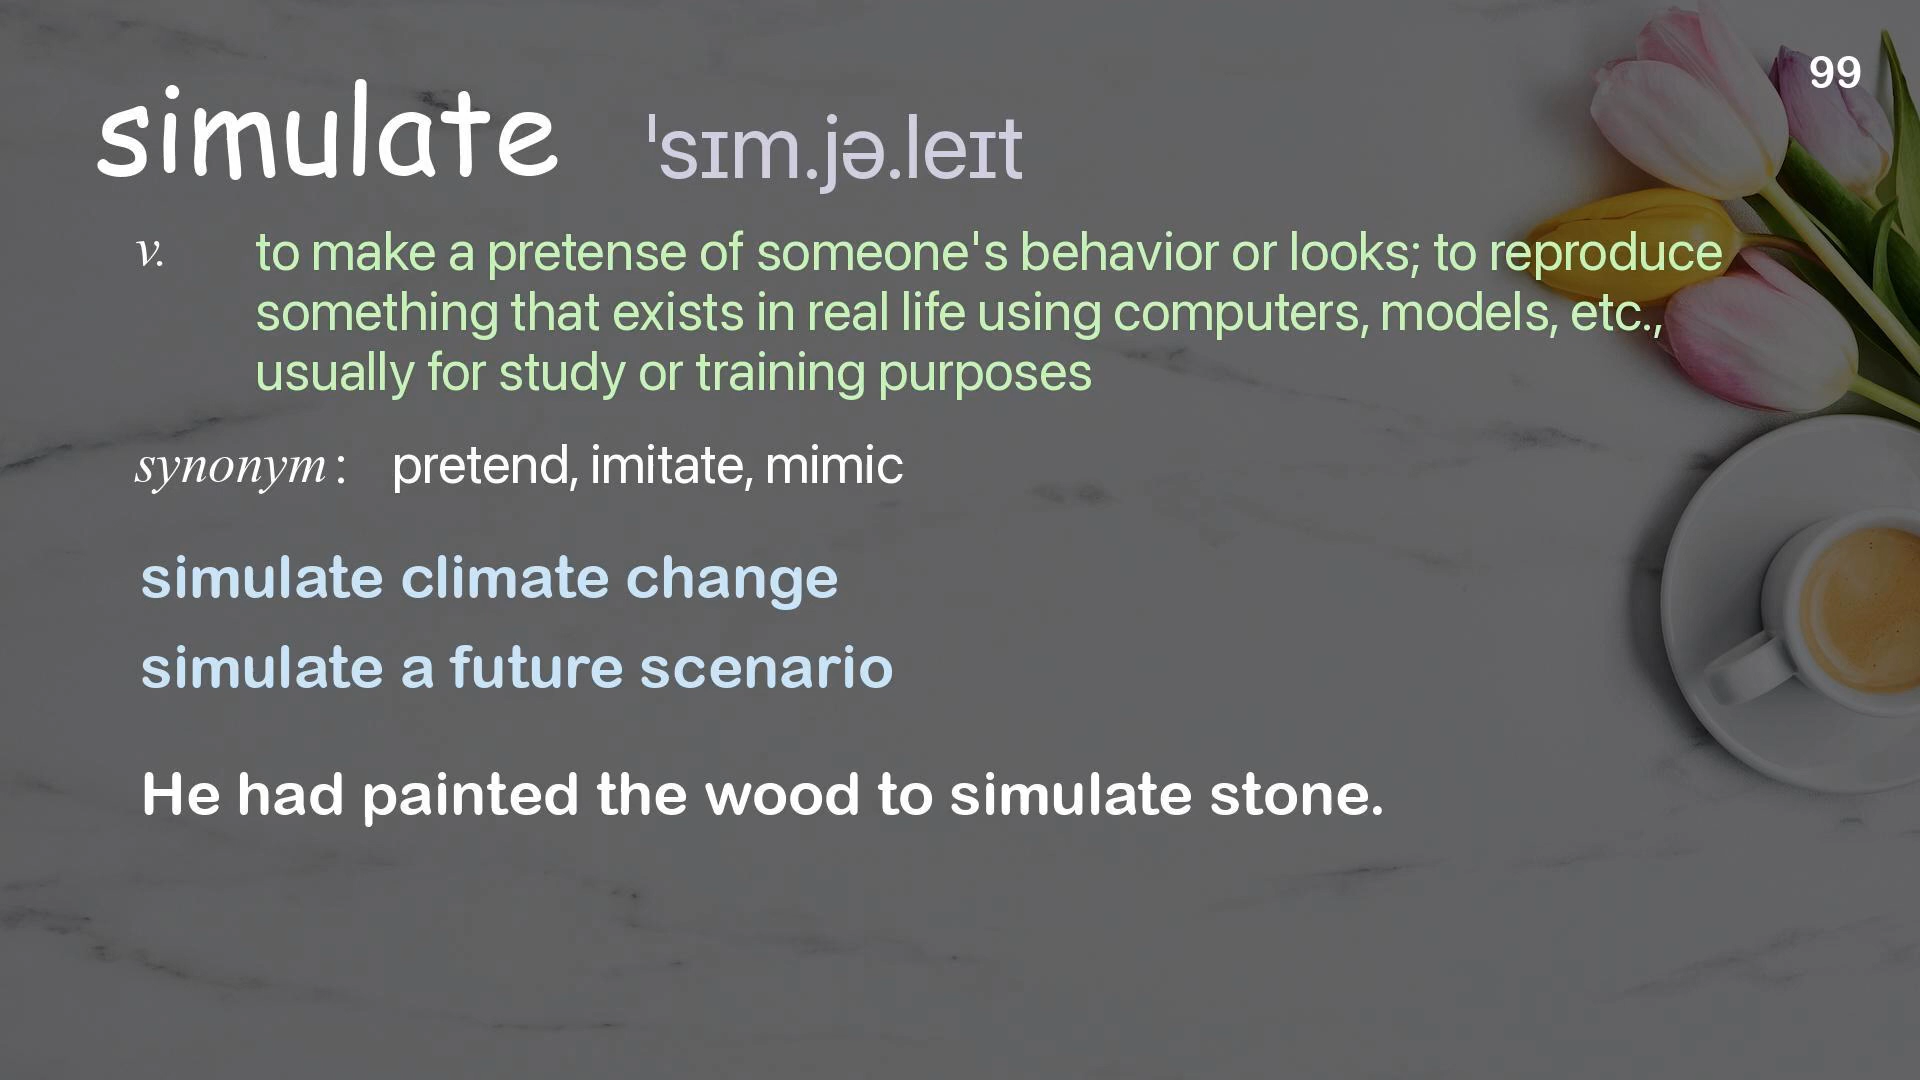 99
simulate ˈsɪm.jə.leɪt
v. to make a pretense of someone's behavior or looks; to reproduce
something that exists in real life using computers, models, etc.,
usually for study or training purposes
synonym: pretend, imitate, mimic
simulate climate change
simulate a future scenario
He had painted the wood to simulate stone.